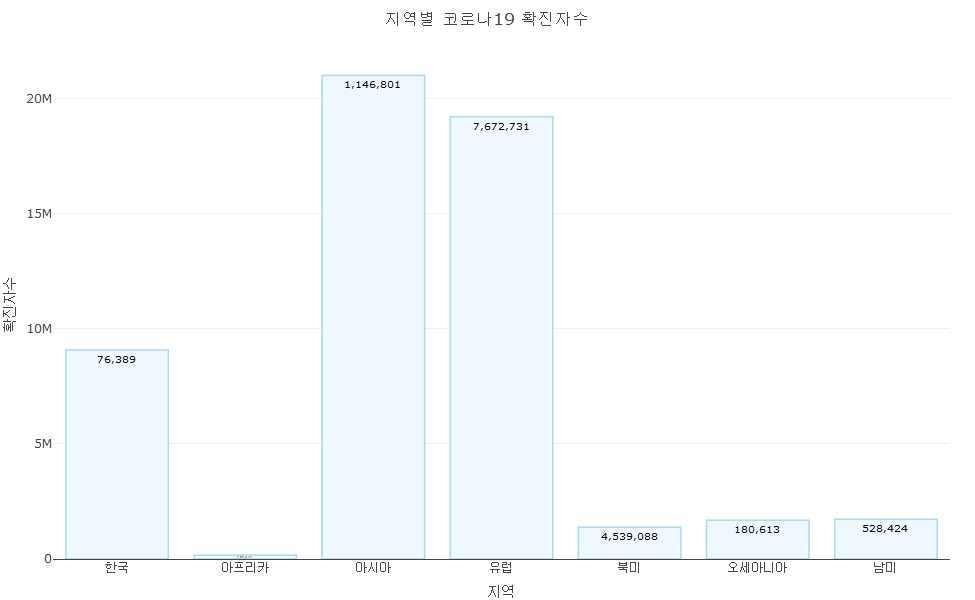 지역별 코로나19 확진자수
20M
15M
10M
5M
0
확진자수
76,389
1,146,801
7,672,731
4,539,088
180,613
528,424
한국
아프리카
아시아
유럽
북미
오세아니아
남미
지역